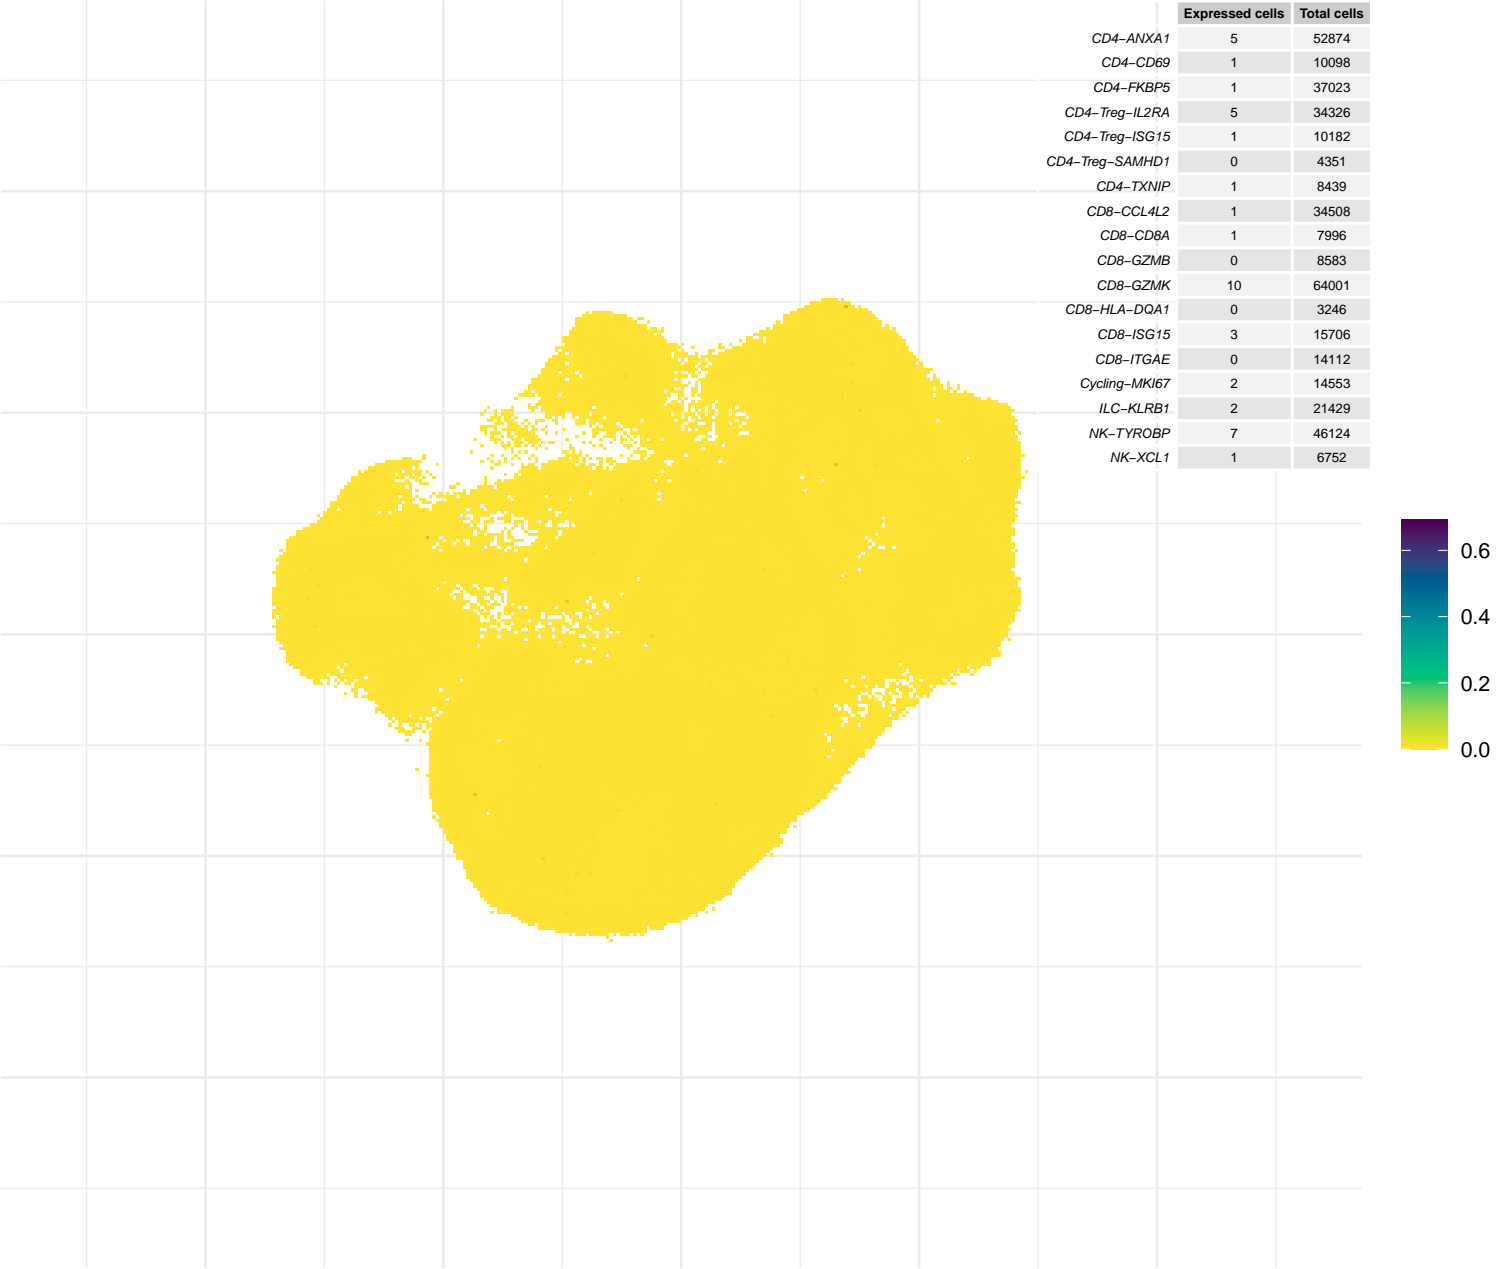 Expressed cells Total cells
CD4−ANXA1 5 52874
CD4−CD69 1 10098
CD4−FKBP5 1 37023
CD4−Treg−IL2RA 5 34326
CD4−Treg−ISG15 1 10182
CD4−Treg−SAMHD1 0 4351
CD4−TXNIP 1 8439
CD8−CCL4L2 1 34508
CD8−CD8A 1 7996
CD8−GZMB 0 8583
CD8−GZMK 10 64001
CD8−HLA−DQA1 0 3246
CD8−ISG15 3 15706
CD8−ITGAE 0 14112
Cycling−MKI67 2 14553
ILC−KLRB1 2 21429
NK−TYROBP 7 46124
NK−XCL1 1 6752
0.6
0.4
0.2
0.0